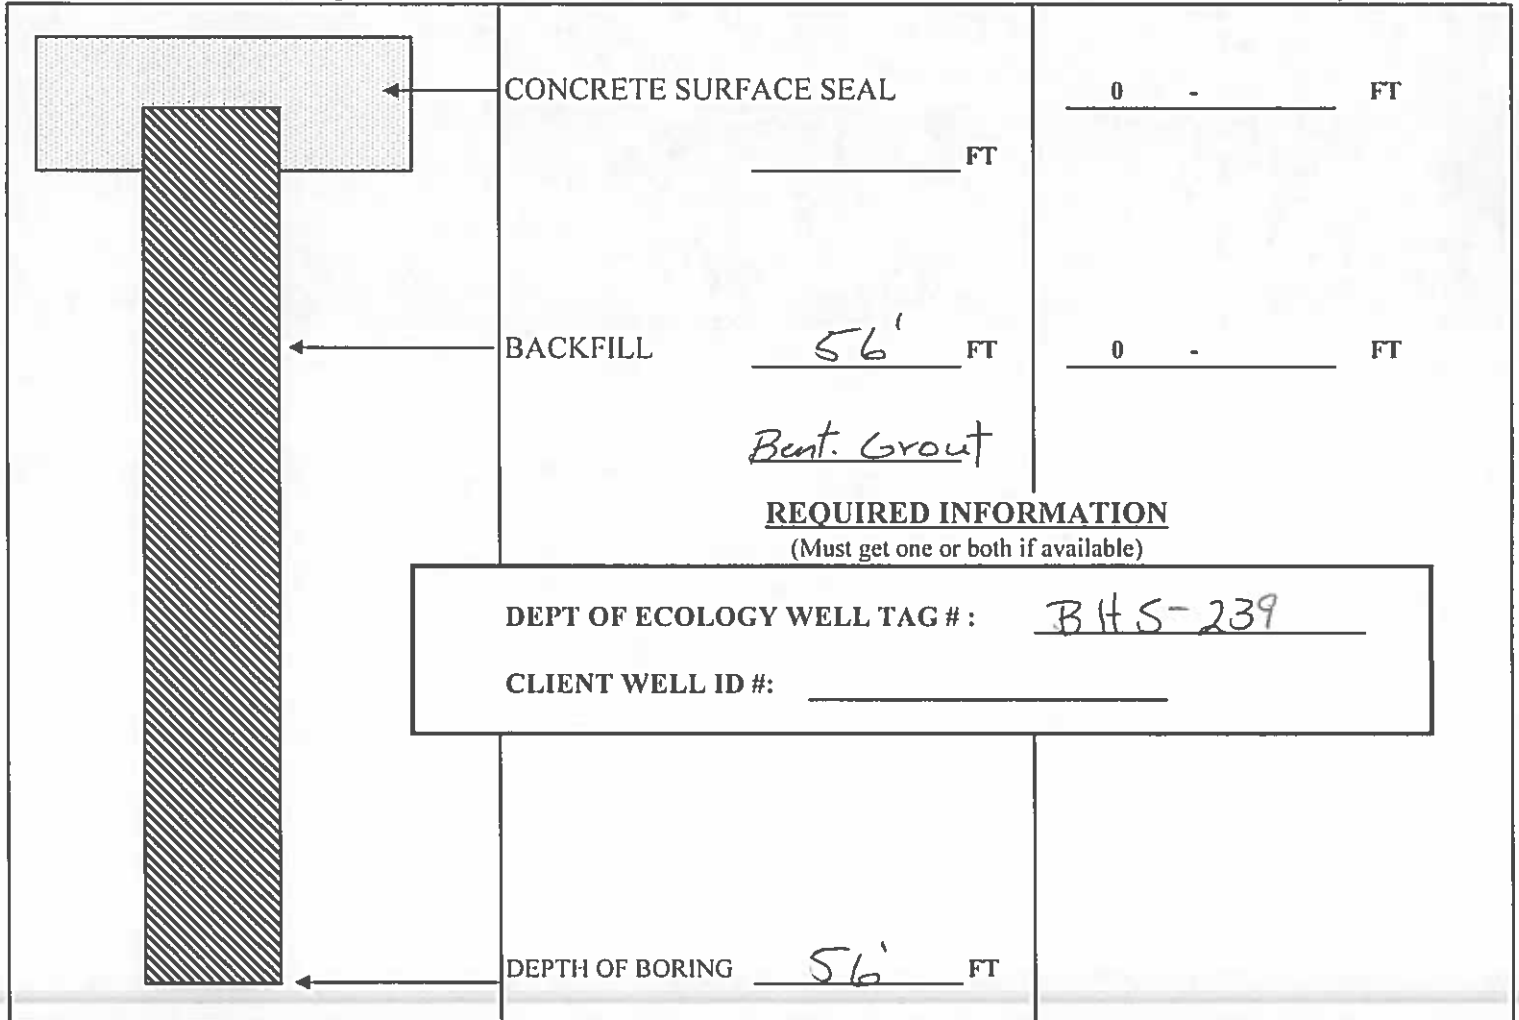 CONCRETE SURFACE SEAL 0 - FT
FT
BACKFILL 56' FT 0 - FT
Bent. Grout
REQUIRED INFORMATION
(Must get one or both if available)
DEPT OF ECOLOGY WELL TAG # : BHS-239
CLIENT WELL ID #:
DEPTH OF BORING 56' FT